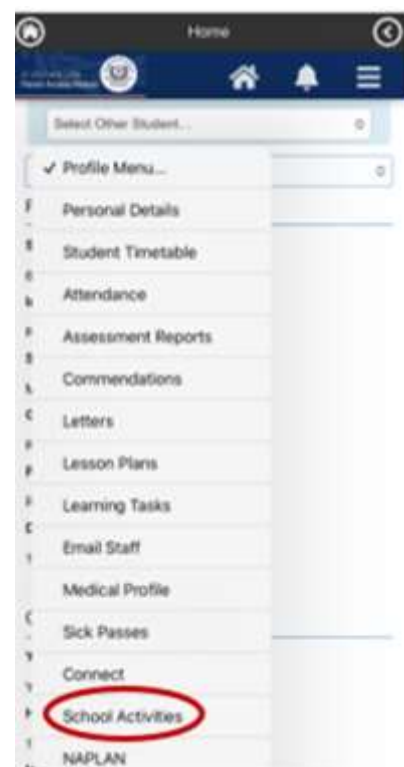 Home
Select Other Student...
✓ Profile Menu...
Personal Details
Student Timetable
Attendance
Assessment Reports
Commendations
Letters
Lesson Plans
Learning Tasks
Email Staff
Medical Profile
Sick Passes
Connect
School Activities
NAPLAN